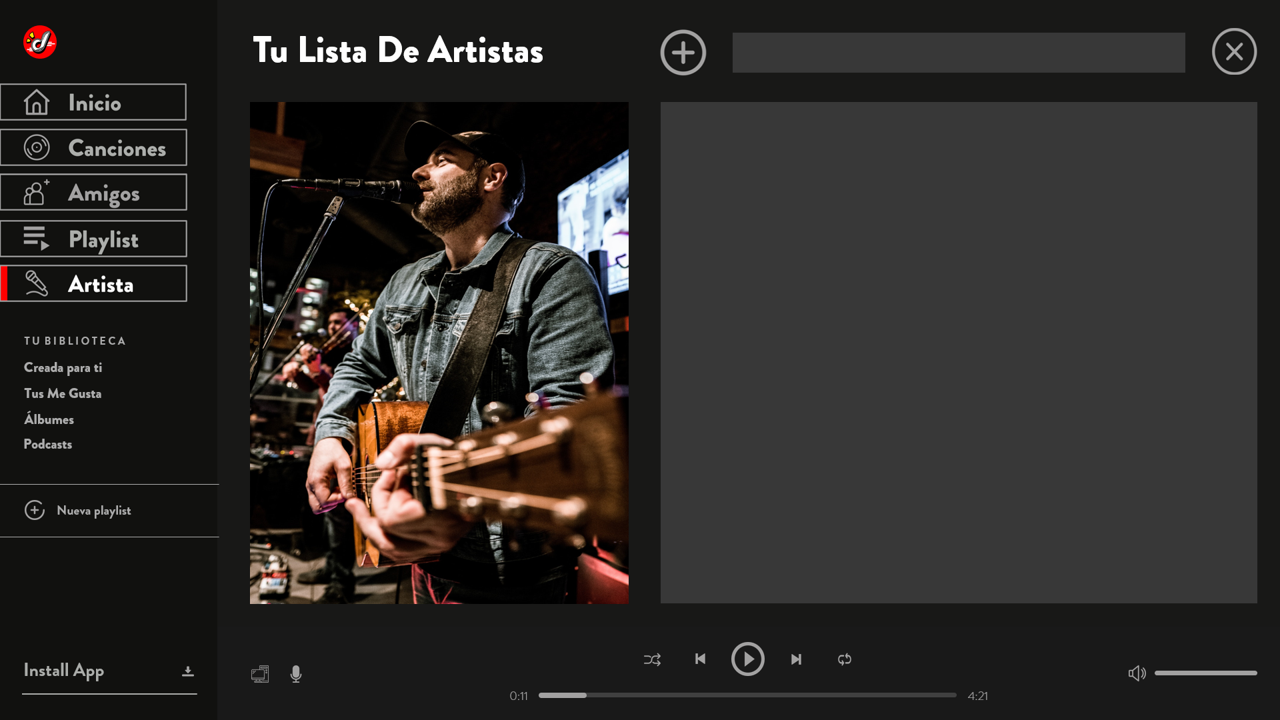 Tu Lista De Artistas
Inicio
Canciones
Amigos
Playlist
Artista
TU BIBLIOTECA
Creada para ti
Tus Me Gusta
Álbumes
Podcasts
Nueva playlist
Install App
0:11
4:21